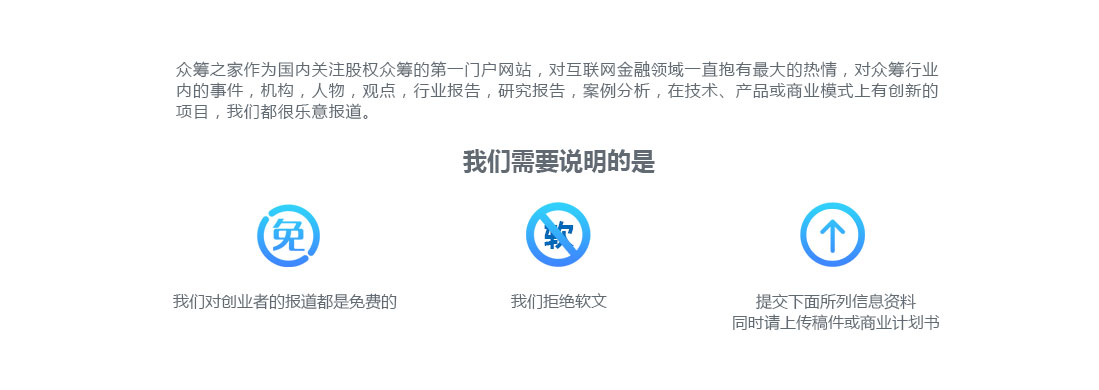 众筹之家作为国内关注股权众筹的第一门户网站，对互联网金融领域一直抱有最大的热情，对众筹行业
内的事件，机构，人物，观点，行业报告，研究报告，案例分析，在技术、产品或商业模式上有创新的
项目，我们都很乐意报道。
我们需要说明的是
免
软
我们对创业者的报道都是免费的
我们拒绝软文
提交下面所列信息资料
同时请上传稿件或商业计划书